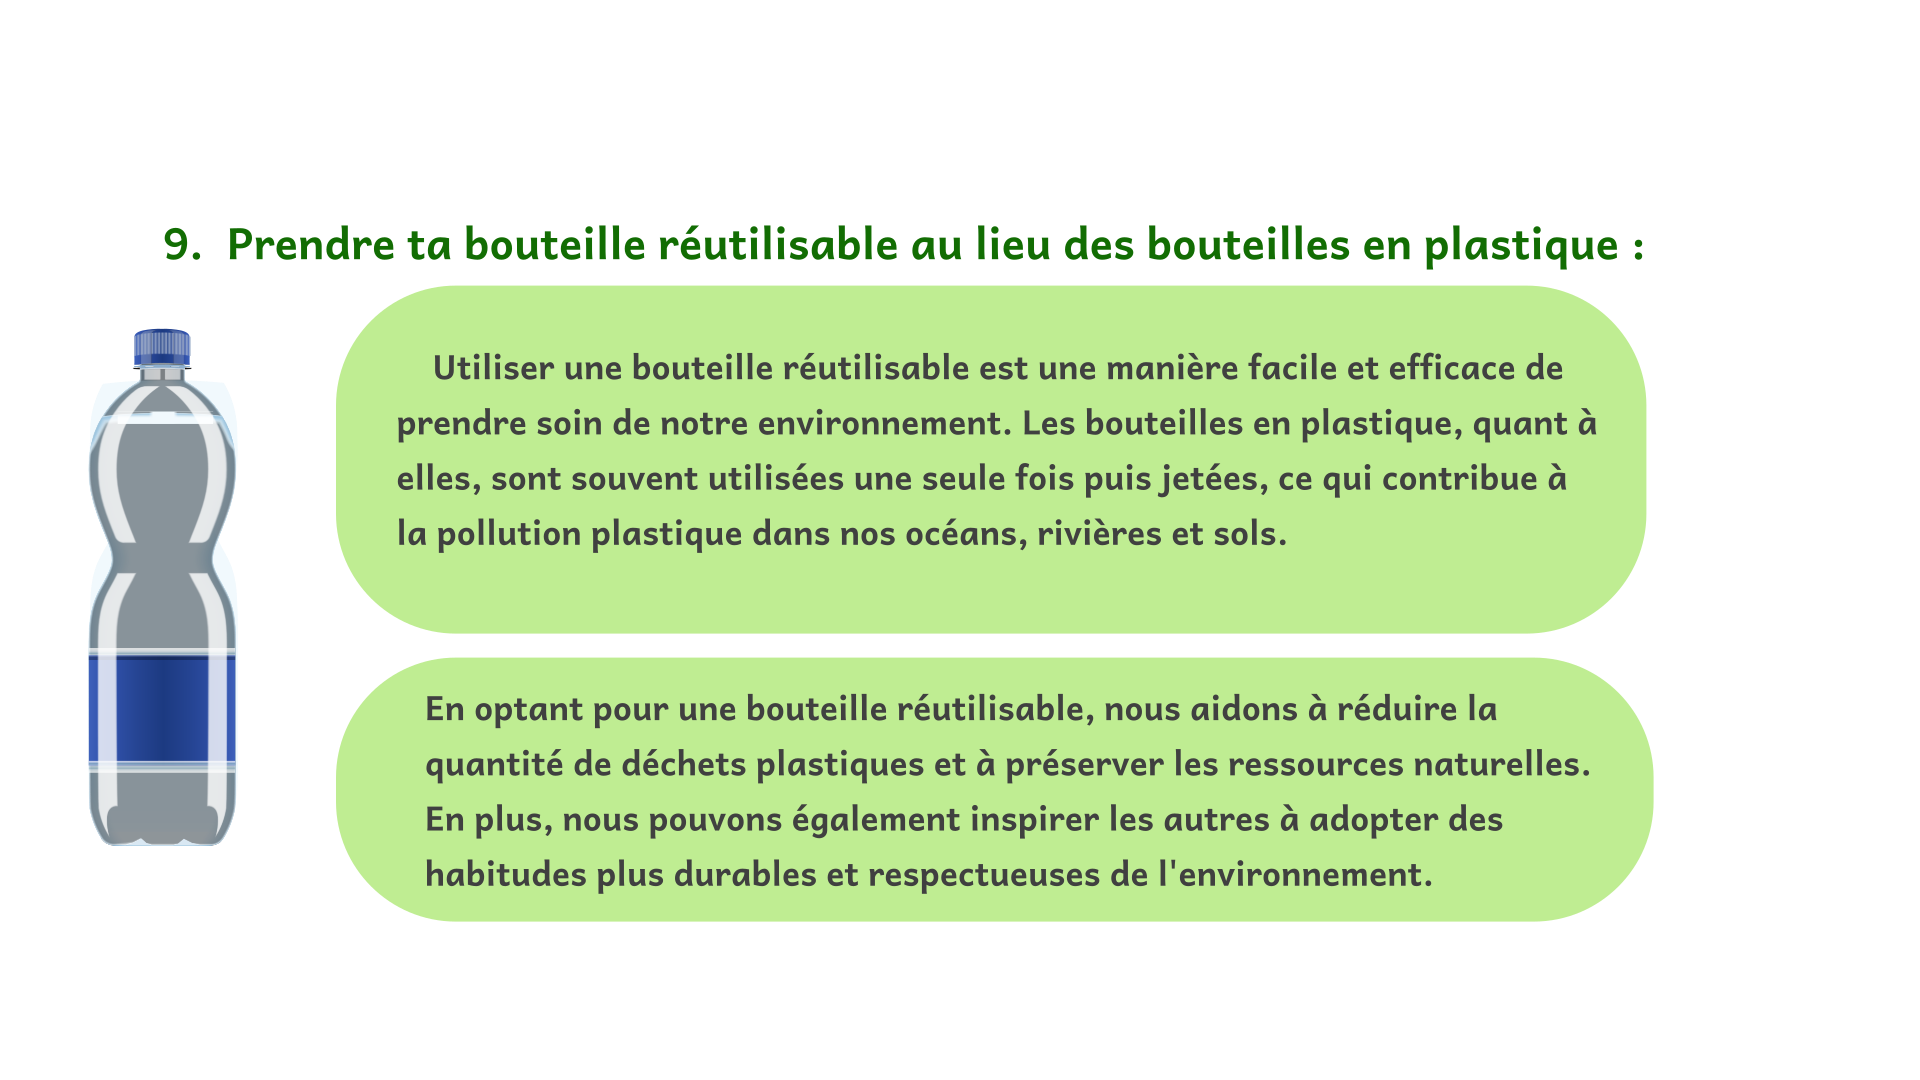 9. Prendre ta bouteille réutilisable au lieu des bouteilles en plastique :
Utiliser une bouteille réutilisable est une manière facile et efficace de
prendre soin de notre environnement. Les bouteilles en plastique, quant à
elles, sont souvent utilisées une seule fois puis jetées, ce qui contribue à
la pollution plastique dans nos océans, rivières et sols.
En optant pour une bouteille réutilisable, nous aidons à réduire la
quantité de déchets plastiques et à préserver les ressources naturelles.
En plus, nous pouvons également inspirer les autres à adopter des
habitudes plus durables et respectueuses de l'environnement.